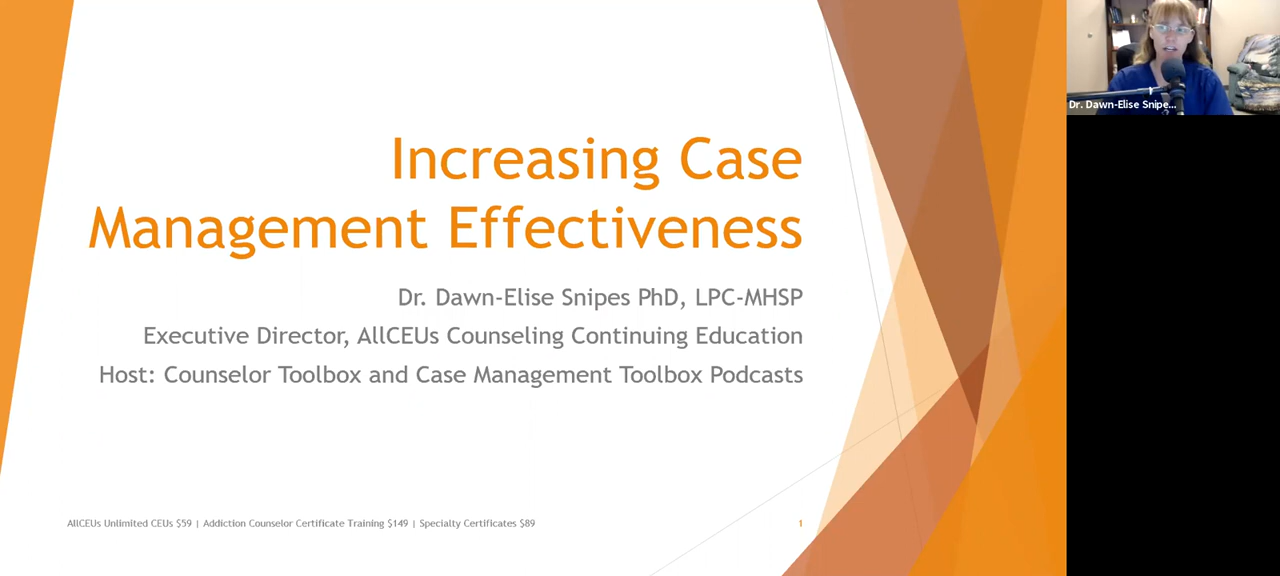 Increasing Case
Management Effectiveness
Dr. Dawn-Elise Snipes PhD, LPC-MHSP
Executive Director, AllCEUs Counseling Continuing Education
Host: Counselor Toolbox and Case Management Toolbox Podcasts
AllCEUs Unlimited CEUs $59 | Addiction Counselor Certificate Training $149 | Specialty Certificates $89
1
Dr. Dawn-Elise Snipe...